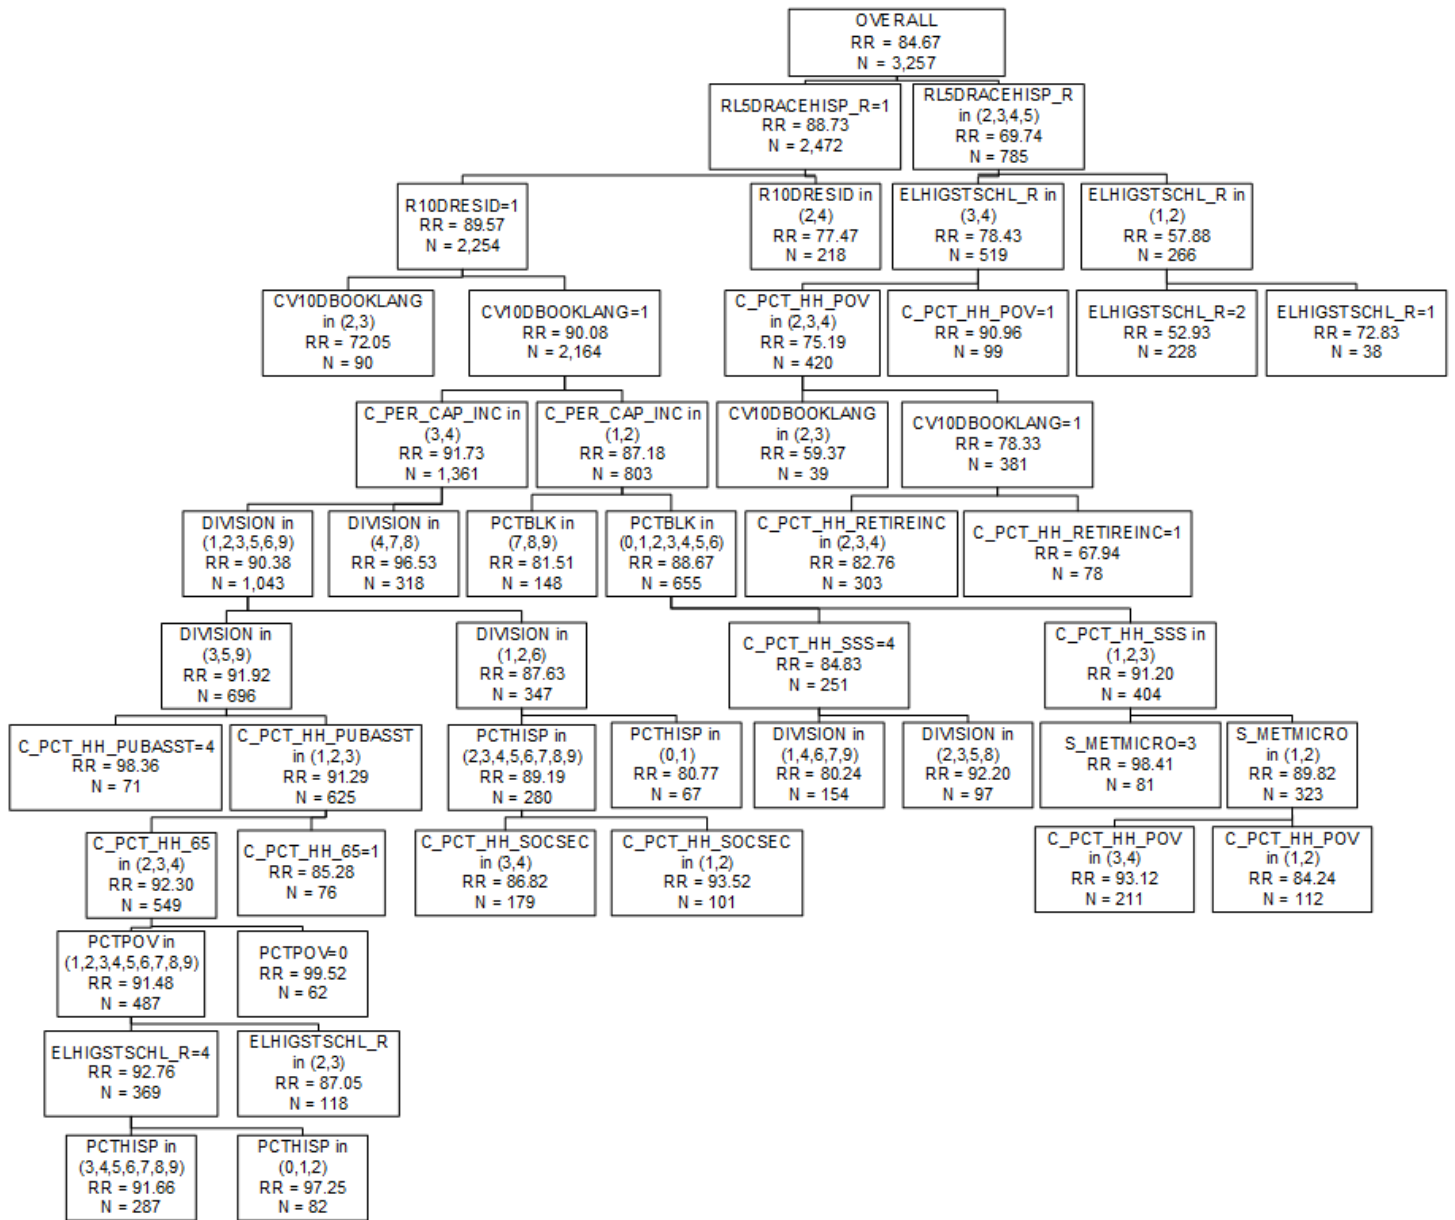 OVERALL
RR = 84.67
N = 3,257
RL5DRACEHISP_R=1
RR = 88.73
N = 2,472
RL5DRACEHISP_R
in (2,3,4,5)
RR = 69.74
N = 785
R10DRESID=1
RR = 89.57
N = 2,254
R10DRESID in
(2,4)
RR = 77.47
N = 218
ELHIGSTSCHL_R in
(3,4)
RR = 78.43
N = 519
ELHIGSTSCHL_R in
(1,2)
RR = 57.88
N = 266
CV10DBOOKLANG
in (2,3)
RR = 72.05
N = 90
CV10DBOOKLANG=1
RR = 90.08
N = 2,164
C_PCT_HH_POV
in (2,3,4)
RR = 75.19
N = 420
C_PCT_HH_POV=1
RR = 90.96
N = 99
ELHIGSTSCHL_R=2
RR = 52.93
N = 228
ELHIGSTSCHL_R=1
RR = 72.83
N = 38
C_PER_CAP_INC in
(3,4)
RR = 91.73
N = 1,361
C_PER_CAP_INC in
(1,2)
RR = 87.18
N = 803
CV10DBOOKLANG
in (2,3)
RR = 59.37
N = 39
CV10DBOOKLANG=1
RR = 78.33
N = 381
DIVISION in
(1,2,3,5,6,9)
RR = 90.38
N = 1,043
DIVISION in
(4,7,8)
RR = 96.53
N = 318
PCTBLK in
(7,8,9)
RR = 81.51
N = 148
PCTBLK in
(0,1,2,3,4,5,6)
RR = 88.67
N = 655
C_PCT_HH_RETIREINC
in (2,3,4)
RR = 82.76
N = 303
C_PCT_HH_RETIREINC=1
RR = 67.94
N = 78
DIVISION in
(3,5,9)
RR = 91.92
N = 696
DIVISION in
(1,2,6)
RR = 87.63
N = 347
C_PCT_HH_SSS=4
RR = 84.83
N = 251
C_PCT_HH_SSS in
(1,2,3)
RR = 91.20
N = 404
C_PCT_HH_PUBASST=4
RR = 98.36
N = 71
C_PCT_HH_PUBASST
in (1,2,3)
RR = 91.29
N = 625
PCTHISP in
(2,3,4,5,6,7,8,9)
RR = 89.19
N = 280
PCTHISP in
(0,1)
RR = 80.77
N = 67
DIVISION in
(1,4,6,7,9)
RR = 80.24
N = 154
DIVISION in
(2,3,5,8)
RR = 92.20
N = 97
S_METMICRO=3
RR = 98.41
N = 81
S_METMICRO
in (1,2)
RR = 89.82
N = 323
C_PCT_HH_65
in (2,3,4)
RR = 92.30
N = 549
C_PCT_HH_65=1
RR = 85.28
N = 76
C_PCT_HH_SOCSEC
in (3,4)
RR = 86.82
N = 179
C_PCT_HH_SOCSEC
in (1,2)
RR = 93.52
N = 101
C_PCT_HH_POV
in (3,4)
RR = 93.12
N = 211
C_PCT_HH_POV
in (1,2)
RR = 84.24
N = 112
PCTPOV in
(1,2,3,4,5,6,7,8,9)
RR = 91.48
N = 487
PCTPOV=0
RR = 99.52
N = 62
ELHIGSTSCHL_R=4
RR = 92.76
N = 369
ELHIGSTSCHL_R
in (2,3)
RR = 87.05
N = 118
PCTHISP in
(3,4,5,6,7,8,9)
RR = 91.66
N = 287
PCTHISP in
(0,1,2)
RR = 97.25
N = 82